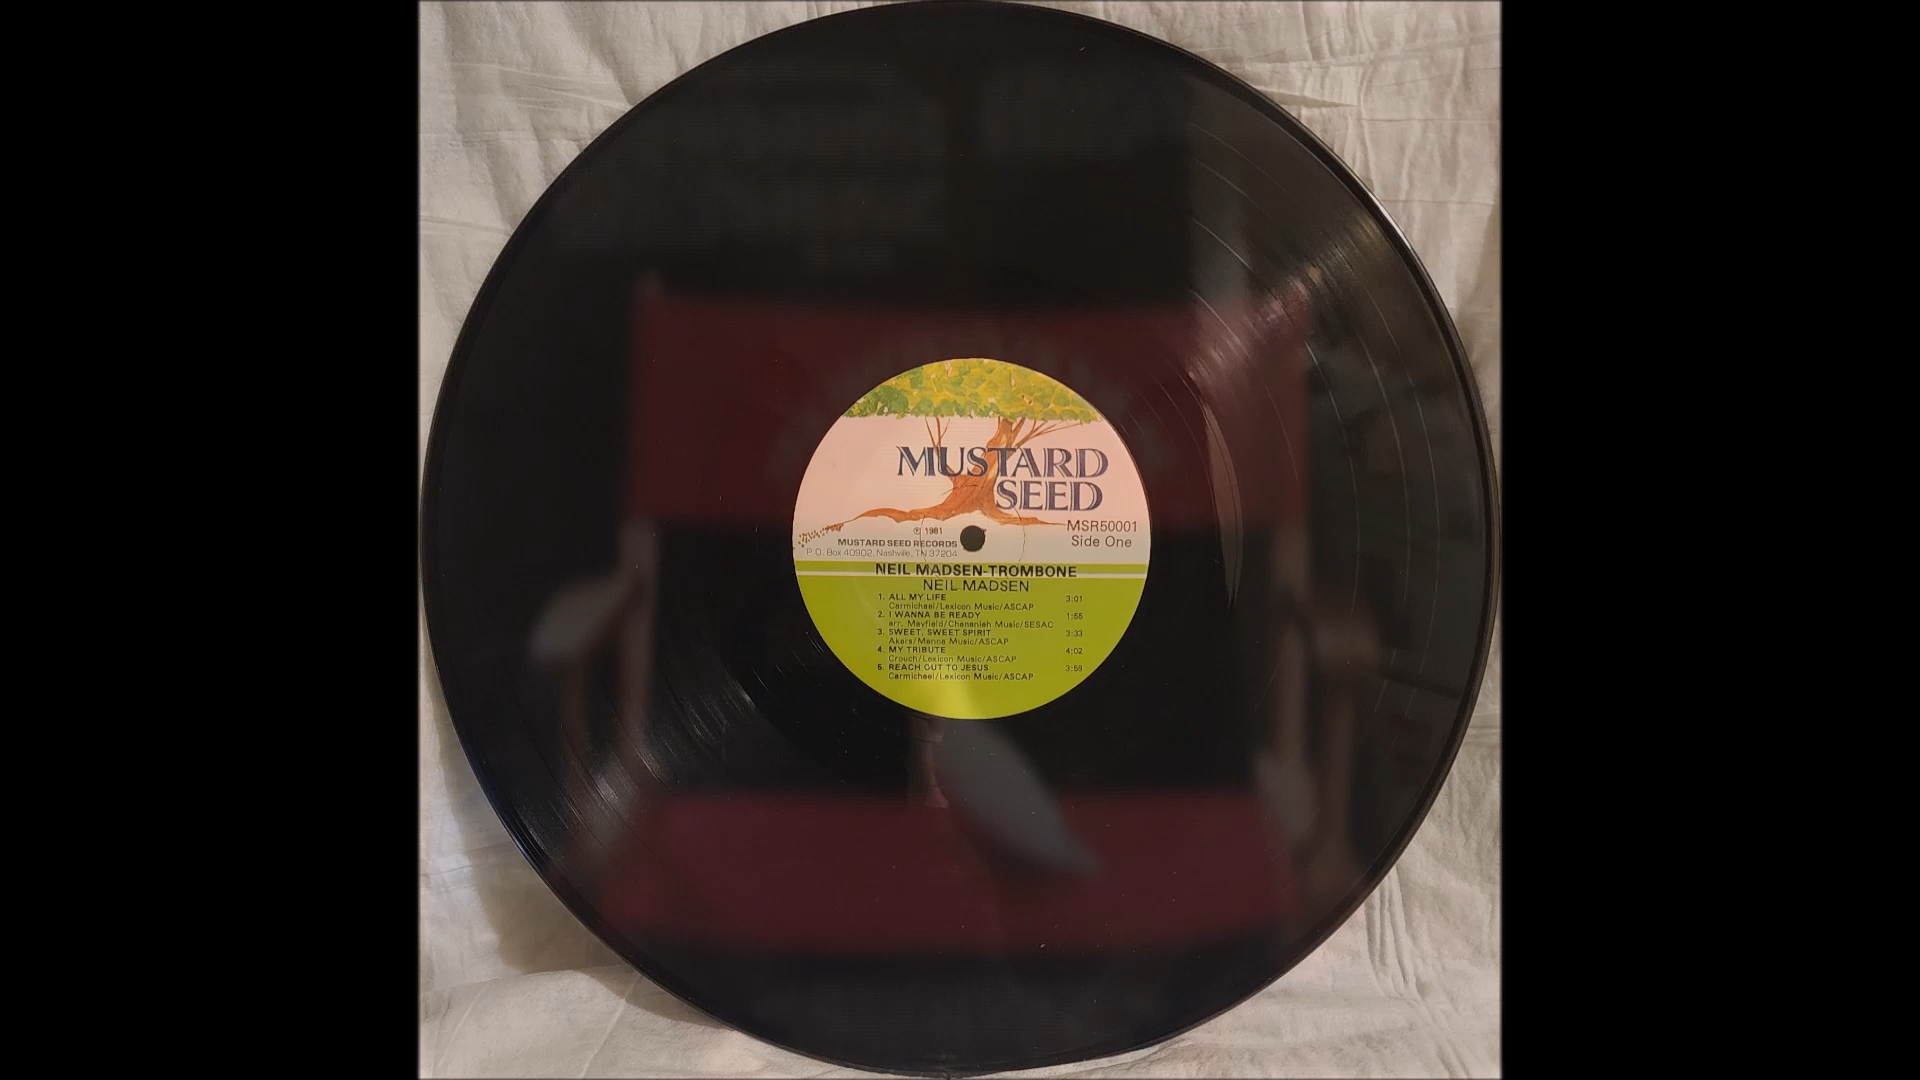 MUSTARD
SEED
℗ 1981
MSR50001
MUSTARD SEED RECORDS
Side One
P.O. Box 40902, Nashville, TN 37204
NEIL MADSEN-TROMBONE
NEIL MADSEN
1. ALL MY LIFE 3:01
Carmichael/Lexicon Music/ASCAP
2. I WANNA BE READY 1:55
arr. Mayfield/Chenaniah Music/SESAC
3. SWEET, SWEET SPIRIT 3:33
Akers/Manna Music/ASCAP
4. MY TRIBUTE 4:02
Crouch/Lexicon Music/ASCAP
5. REACH OUT TO JESUS 3:59
Carmichael/Lexicon Music/ASCAP